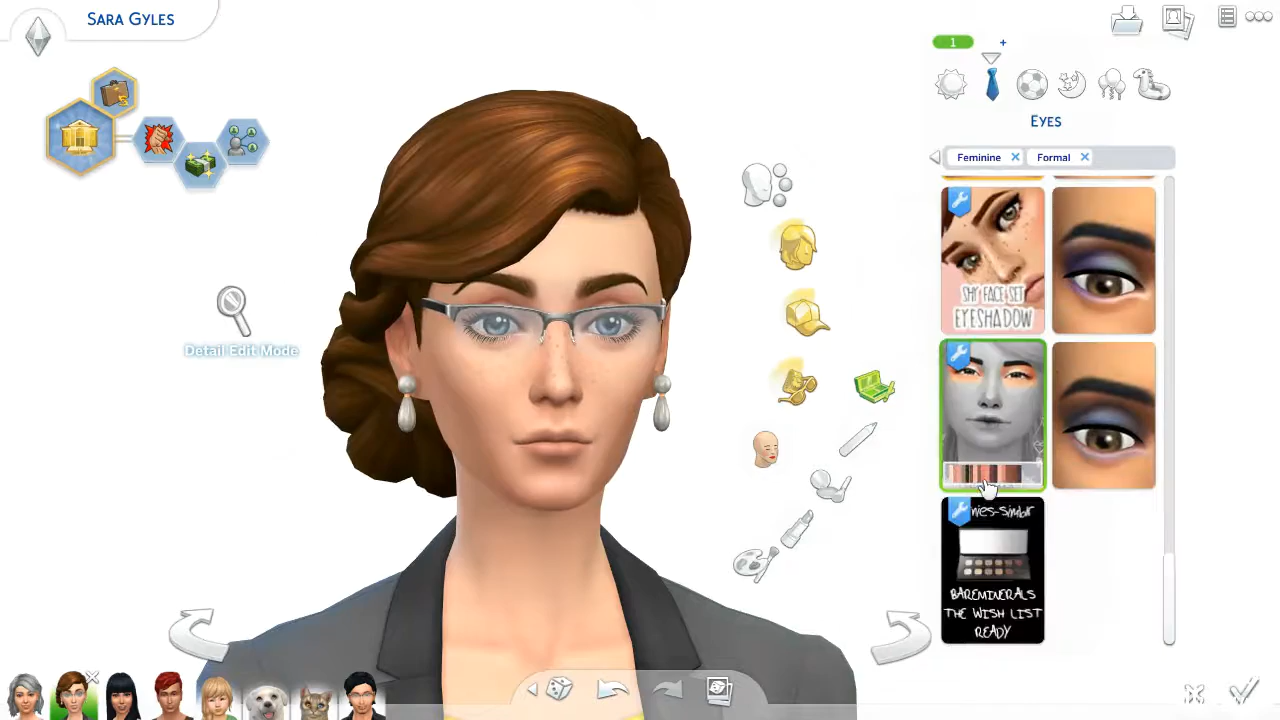 SARA GYLES
1
+
EYES
Feminine
Formal
SHY FACE SET
EYESHADOW
Detail Edit Mode
BAREMINERALS
THE WISH LIST
READY